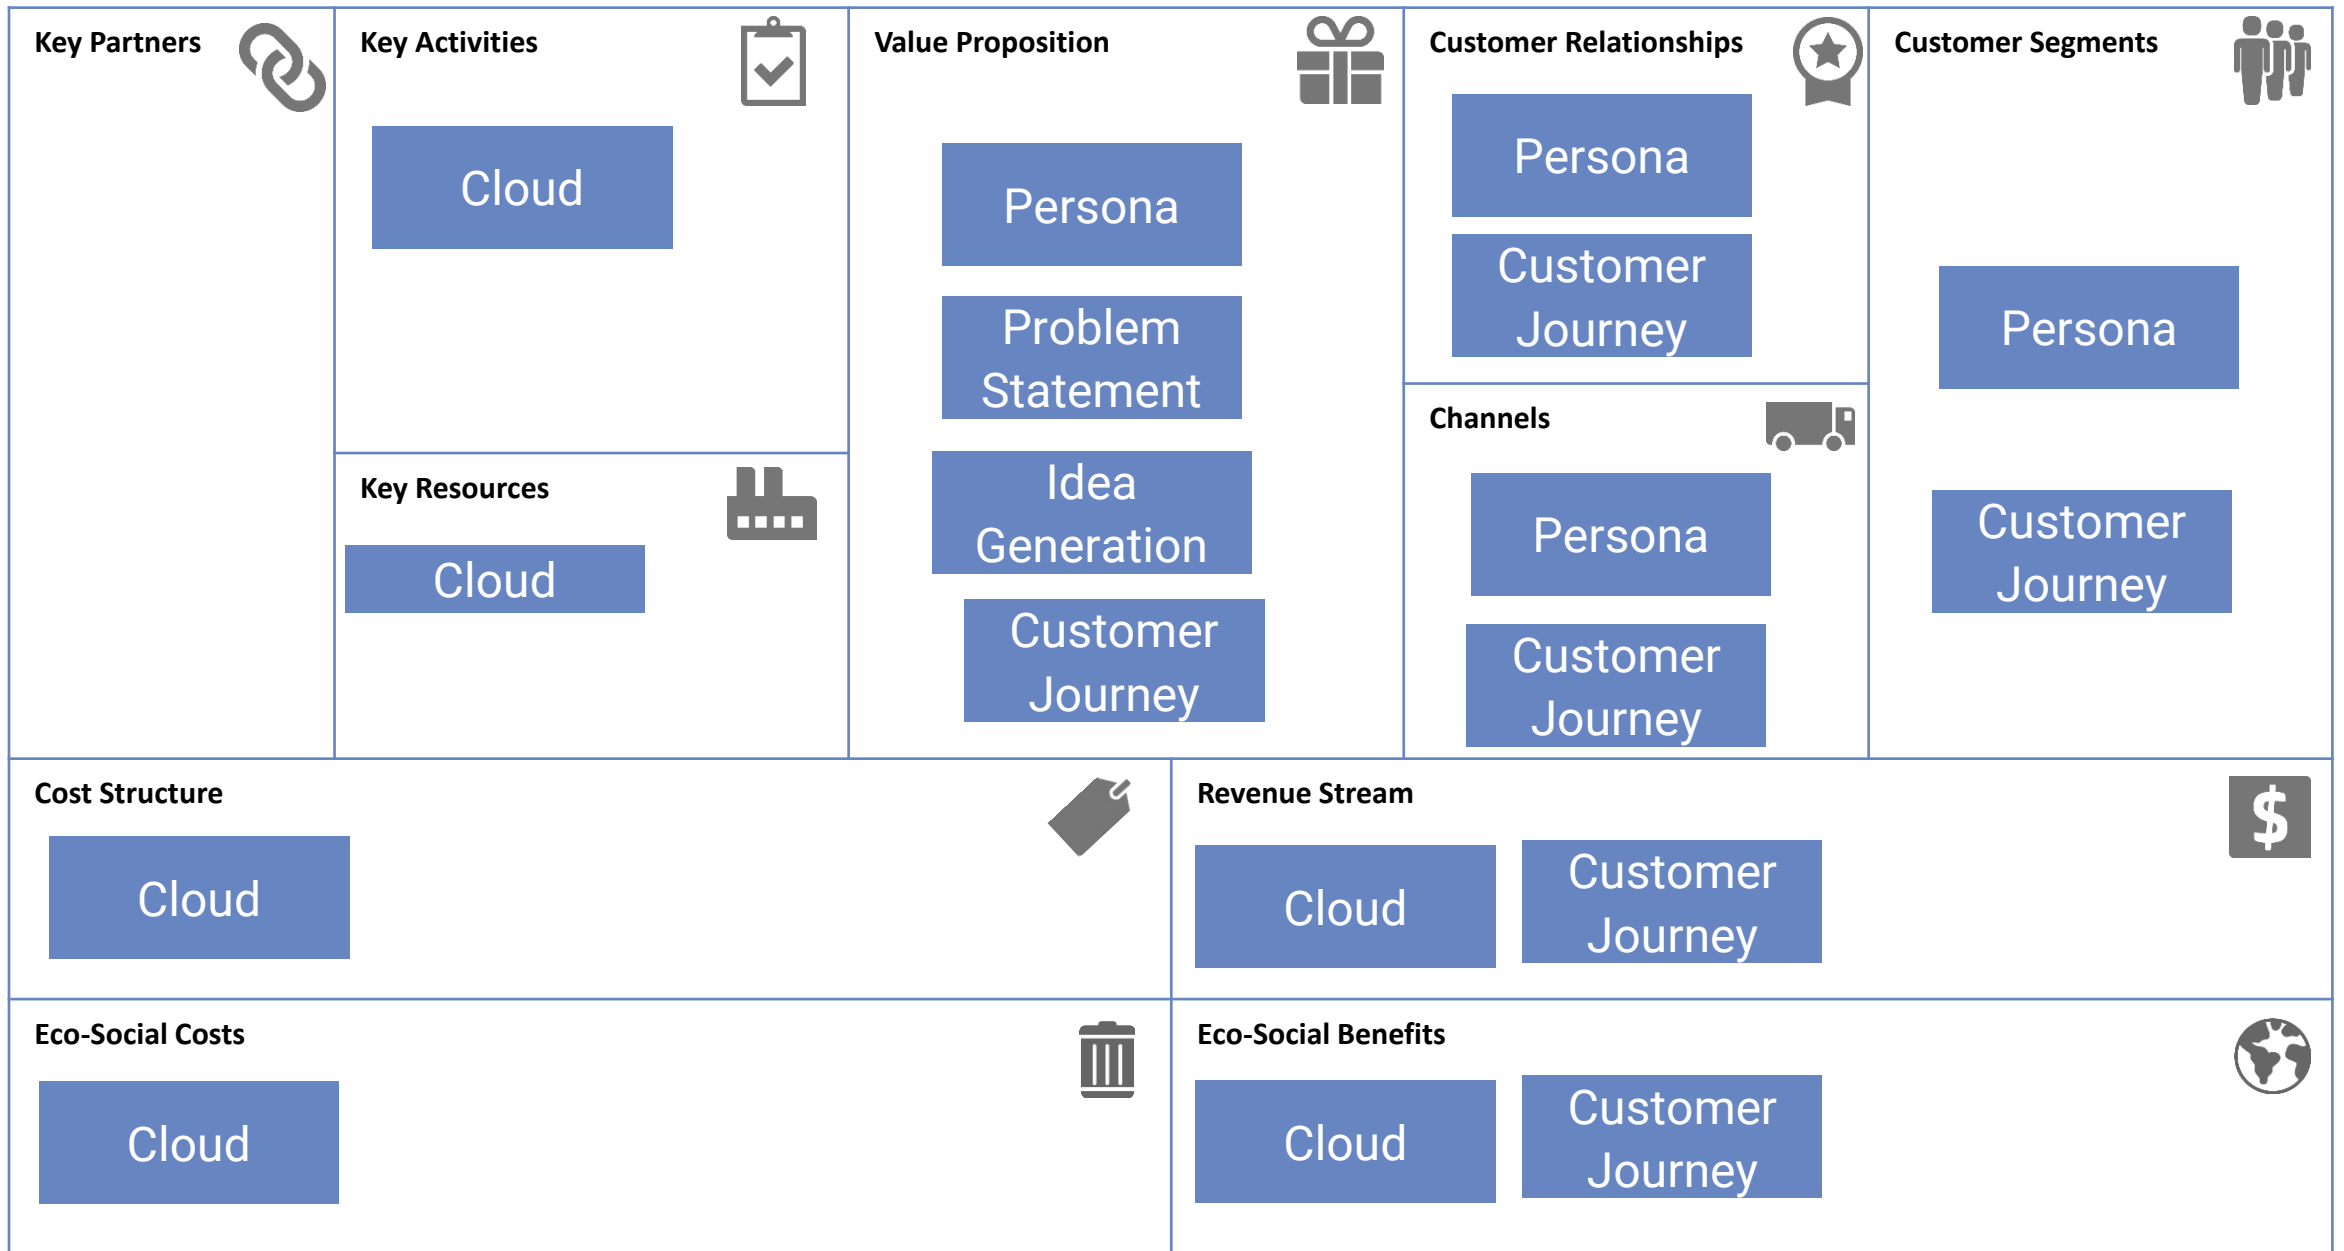 Key Partners
Key Activities
Cloud
Key Resources
Cloud
Value Proposition
Persona
Problem
Statement
Idea
Generation
Customer
Journey
Customer Relationships
Persona
Customer
Journey
Channels
Persona
Customer
Journey
Customer Segments
Persona
Customer
Journey
Cost Structure
Cloud
Revenue Stream
$
Cloud
Customer
Journey
Eco-Social Costs
Cloud
Eco-Social Benefits
Cloud
Customer
Journey